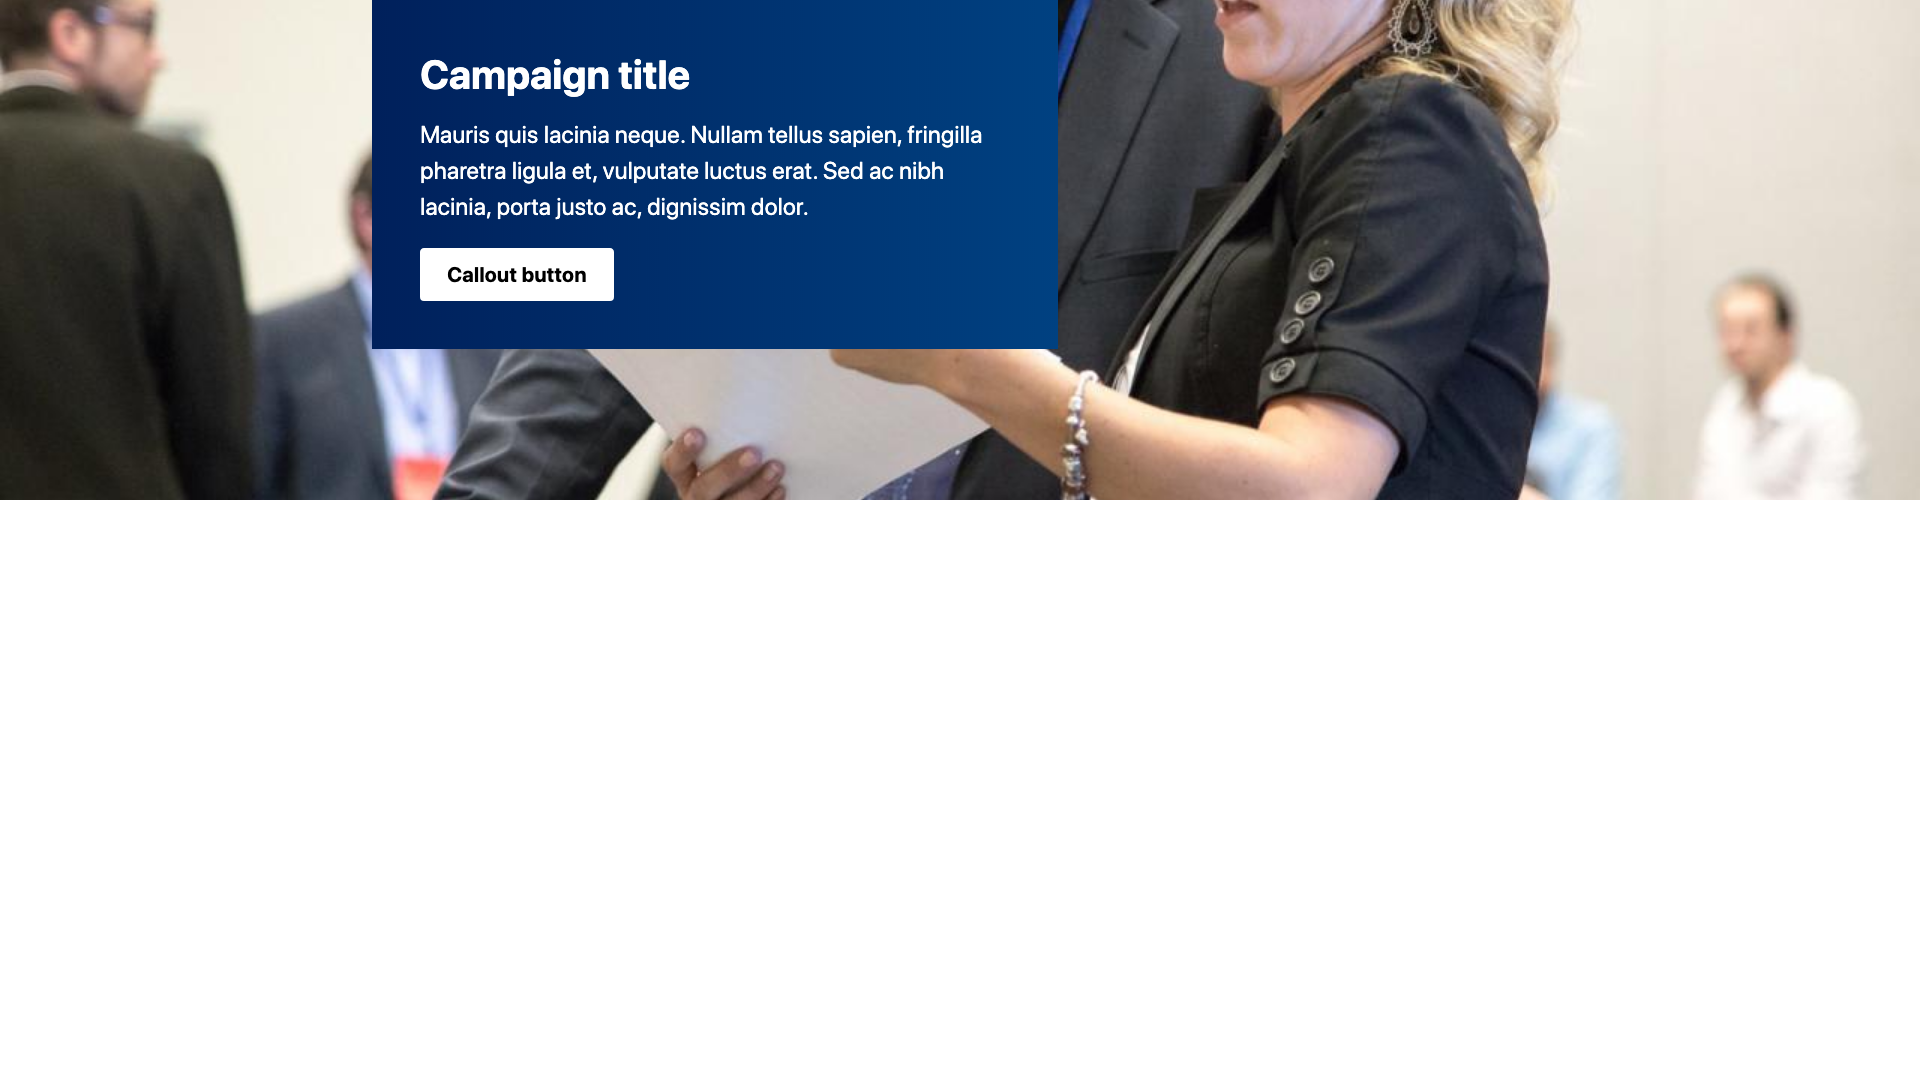 Campaign title
Mauris quis lacinia neque. Nullam tellus sapien, fringilla
pharetra ligula et, vulputate luctus erat. Sed ac nibh
lacinia, porta justo ac, dignissim dolor.
Callout button